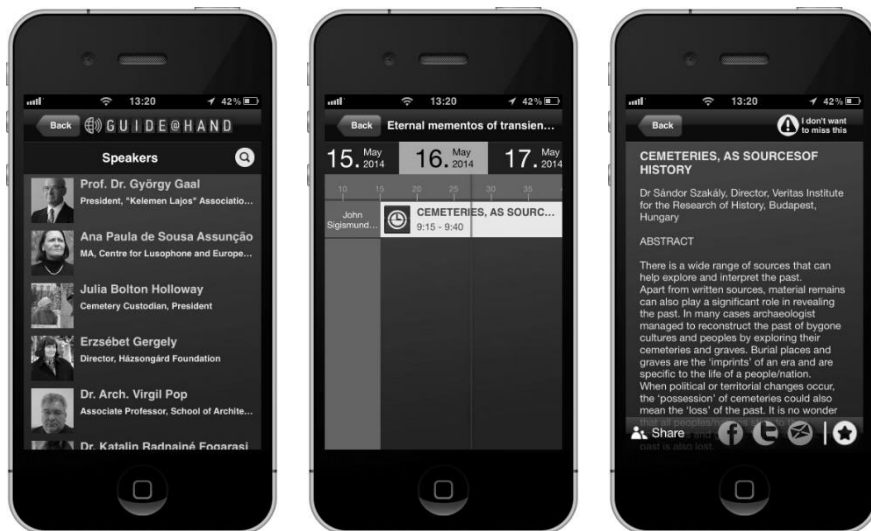 13:20
42%
Back
GUIDE@HAND
Speakers
Prof. Dr. György Gaal
President, "Kelemen Lajos" Associatio...
Ana Paula de Sousa Assunção
MA, Centre for Lusophone and Europe...
Julia Bolton Holloway
Cemetery Custodian, President
Erzsébet Gergely
Director, Házsongárd Foundation
Dr. Arch. Virgil Pop
Associate Professor, School of Archite...
Dr. Katalin Radnainé Fogarasi
13:20
42%
Back
Eternal mementos of transien...
15. May 2014
16. May 2014
17. May 2014
10 15 20 25 30 35
John
Sigismund...
CEMETERIES, AS SOURC...
9:15 - 9:40
13:20
42%
Back
I don't want
to miss this
CEMETERIES, AS SOURCESOF
HISTORY
Dr Sándor Szakály, Director, Veritas Institute
for the Research of History, Budapest,
Hungary
ABSTRACT
There is a wide range of sources that can
help explore and interpret the past.
Apart from written sources, material remains
can also play a significant role in revealing
the past. In many cases archaeologist
managed to reconstruct the past of bygone
cultures and peoples by exploring their
cemeteries and graves. Burial places and
graves are the 'imprints' of an era and are
specific to the life of a people/nation.
When political or territorial changes occur,
the 'possession' of cemeteries could also
mean the 'loss' of the past. It is no wonder
that all peoples/
Share
past is also lost.